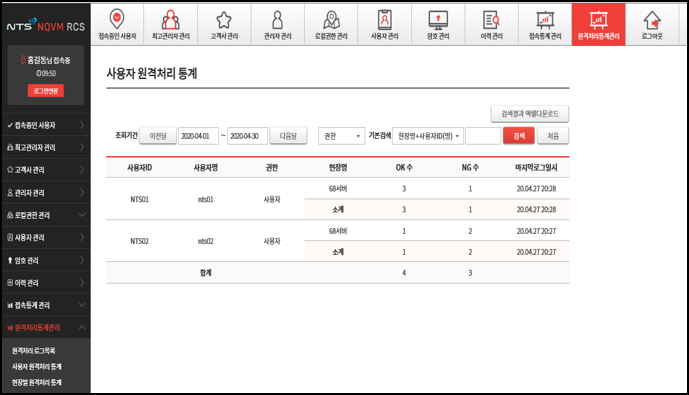 NTS NQVM RCS
접속중인 사용자
최고관리자 관리
고객사 관리
관리자 관리
로컬권한 관리
사용자 관리
암호 관리
이력 관리
접속통계 관리
원격처리통계관리
로그아웃
홍길동님 접속중
09:50
로그인연장
접속중인 사용자
최고관리자 관리
고객사 관리
관리자 관리
로컬권한 관리
사용자 관리
암호 관리
이력 관리
접속통계 관리
원격처리통계관리
원격처리 로그목록
사용자 원격처리 통계
현장별 원격처리 통계
사용자 원격처리 통계
검색결과 엑셀다운로드
조회기간 이전달 2020-04-01 ~ 2020-04-30 다음달 권한 기본검색 현장명+사용자ID(명) 검색 처음
사용자ID 사용자명 권한 현장명 OK 수 NG 수 마지막로그일시
NTS01 nts01 사용자 68서버 3 1 20.04.27 20:28
소계 3 1 20.04.27 20:28
NTS02 nts02 사용자 68서버 1 2 20.04.27 20:27
소계 1 2 20.04.27 20:27
합계 4 3